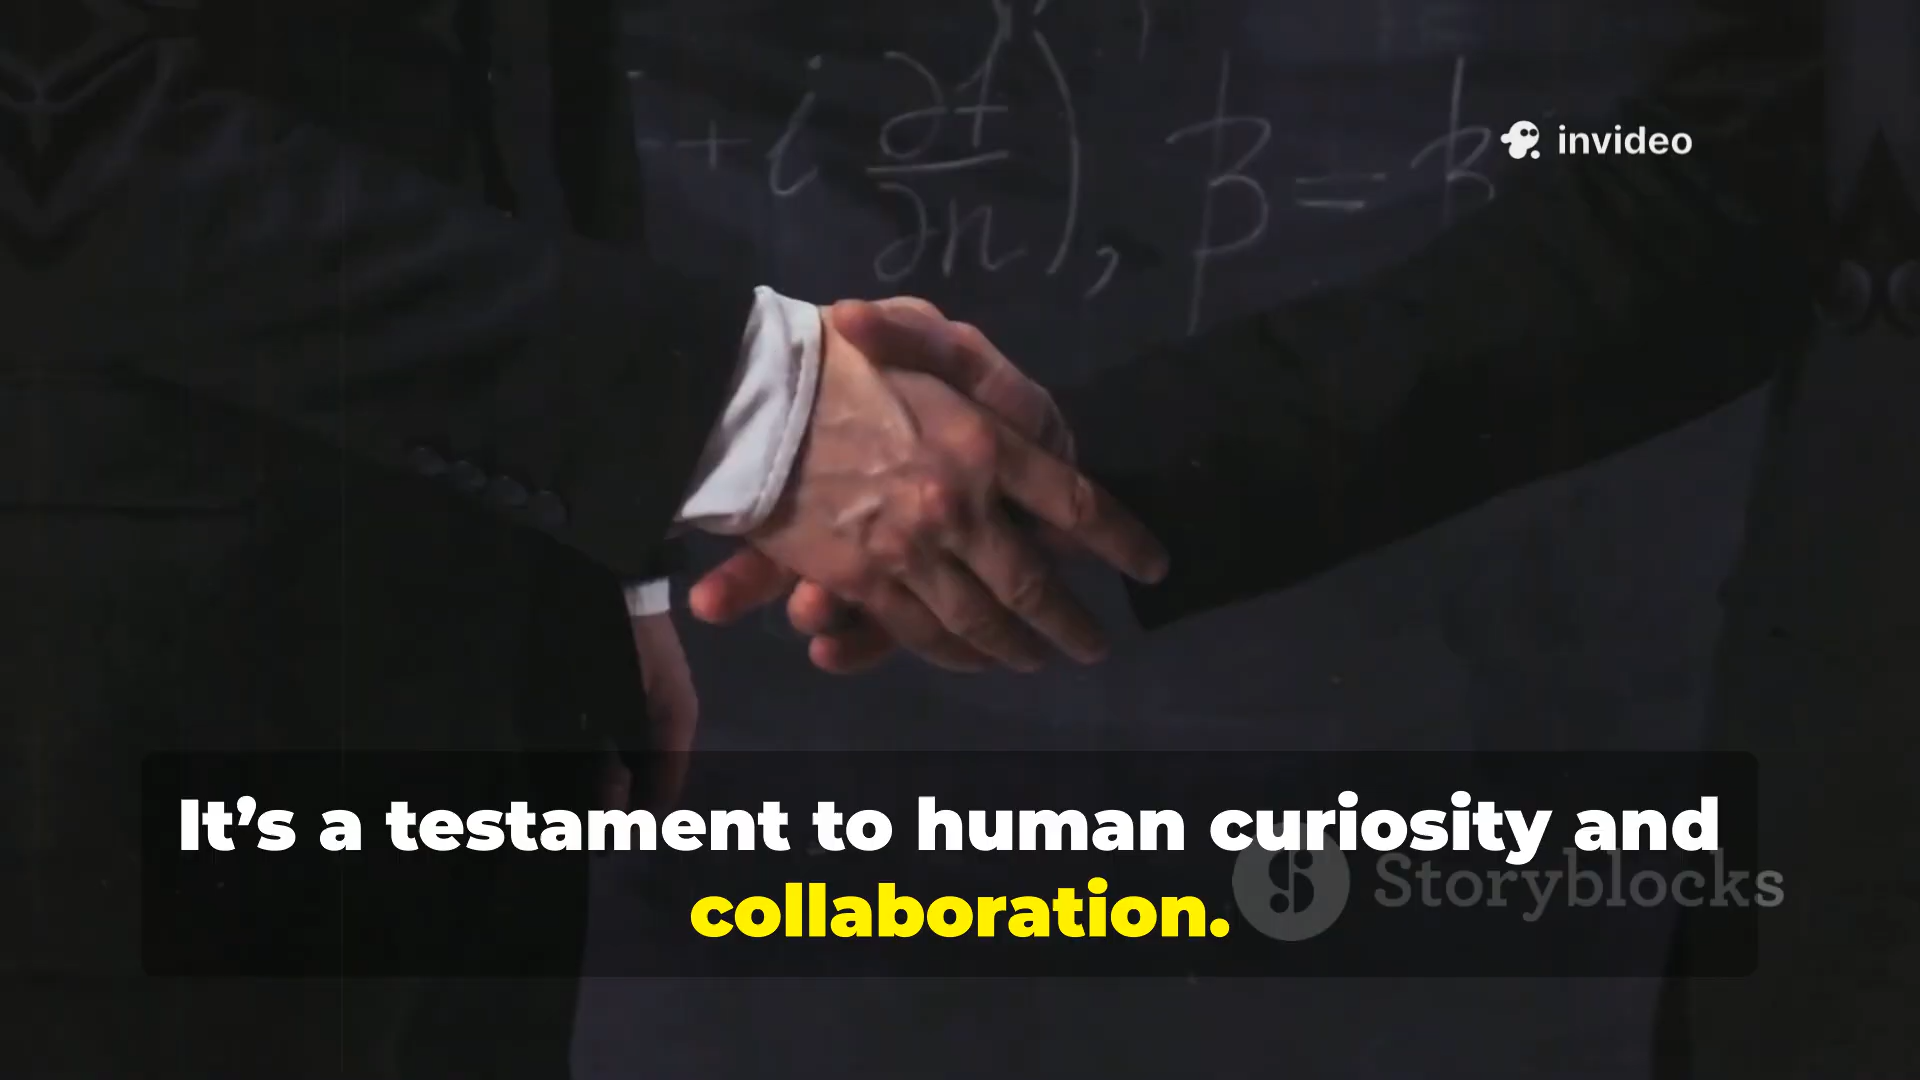 + i ∂f/∂n ), β = β
invideo
It's a testament to human curiosity and
collaboration.
Storyblocks